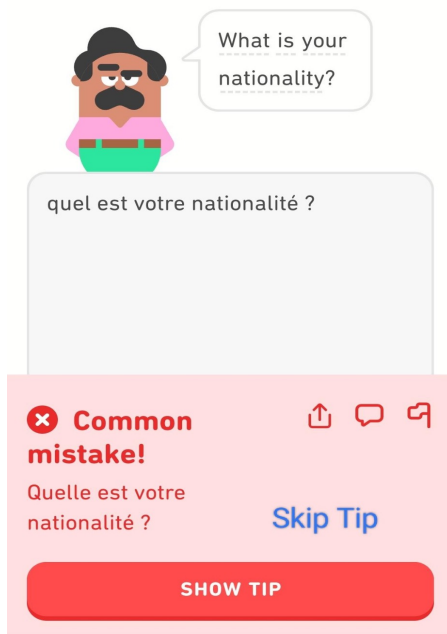 What is your
nationality?
quel est votre nationalité ?
Common
mistake!
Quelle est votre
nationalité ?
Skip Tip
SHOW TIP